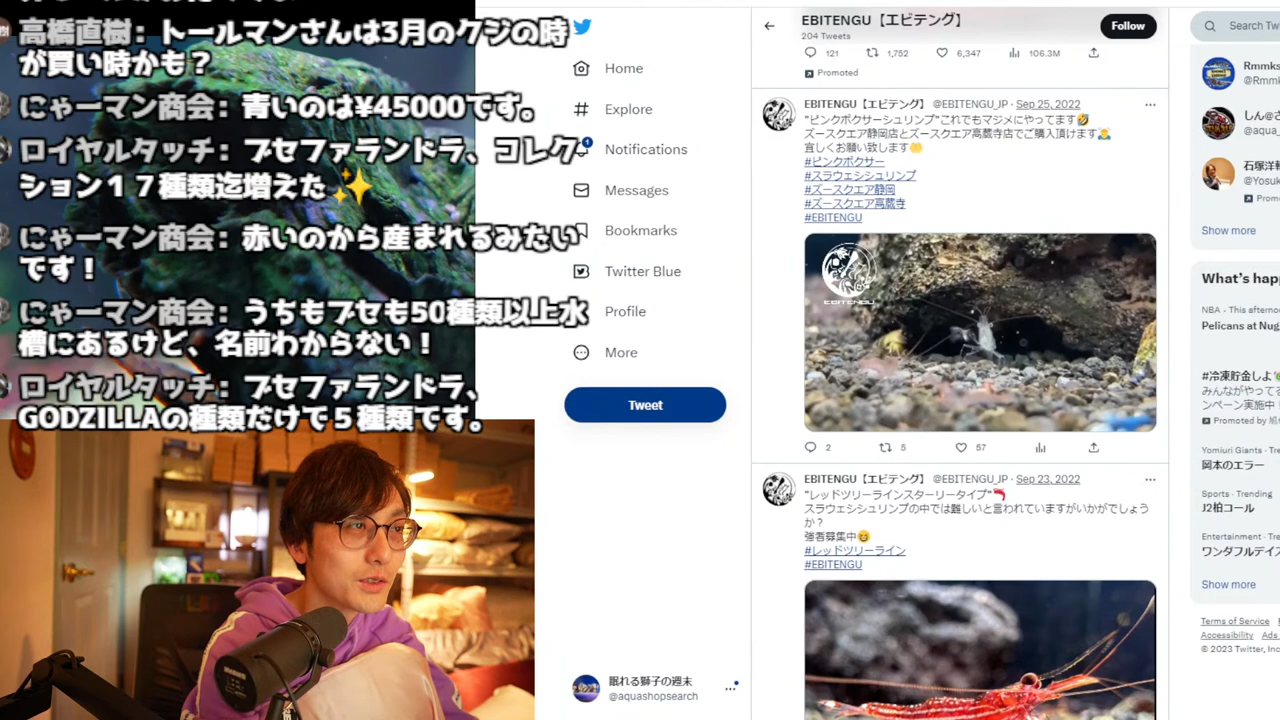 高橋直樹：トールマンさんは3月のクジの時
が買い時かも？
にゃーマン商会：青いのは¥45000です。
ロイヤルタッチ：ブセファランドラ、コレク
ション１７種類迄増えた✨
にゃーマン商会：赤いのから産まれるみたい
です！
にゃーマン商会：うちもブセも50種類以上水
槽にあるけど、名前わからない！
ロイヤルタッチ：ブセファランドラ、
GODZILLAの種類だけで５種類です。
Home
Explore
1
Notifications
Messages
Bookmarks
Twitter Blue
Profile
More
Tweet
眠れる獅子の週末
@aquashopsearch
EBITENGU【エビテング】
204 Tweets
Follow
121 1,752 6,347 106.3M
Promoted
EBITENGU【エビテング】 @EBITENGU_JP · Sep 25, 2022
"ピンクボクサーシュリンプ"これでもマジメにやってます🤣
ズースクエア静岡店とズースクエア高蔵寺店でご購入頂けます🙇
宜しくお願い致します🤲
#ピンクボクサー
#スラウェシシュリンプ
#ズースクエア静岡
#ズースクエア高蔵寺
#EBITENGU
EBITENGU
2 5 57
EBITENGU【エビテング】 @EBITENGU_JP · Sep 23, 2022
"レッドツリーラインスターリータイプ"🦐
スラウェシシュリンプの中では難しいと言われていますがいかがでしょう
か？
強者募集中😆
#レッドツリーライン
#EBITENGU
Search Tw
Rmmks
@Rmmk
しん@さ
@aqua_
石塚洋輔
@Yosuk
Promo
Show more
What's happ
NBA · This afterno
Pelicans at Nug
#冷凍貯金しよ
みんながやってる
ンペーン実施中！
Promoted by 旭
Yomiuri Giants · Tre
岡本のエラー
Sports · Trending
J2柏コール
Entertainment · Tre
ワンダフルデイズ
Show more
Terms of Service
Accessibility Ads
© 2023 Twitter, Inc